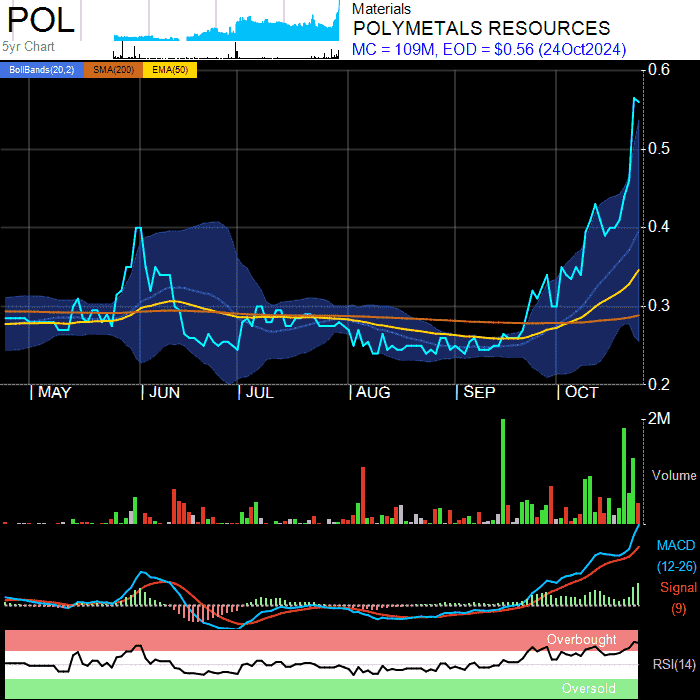 POL
5yr Chart
Materials
POLYMETALS RESOURCES
MC = 109M, EOD = $0.56 (24Oct2024)
BollBands(20,2) SMA(200) EMA(50)
0.6
0.5
0.4
0.3
0.2
MAY JUN JUL AUG SEP OCT
2M
Volume
MACD
(12-26)
Signal
(9)
Overbought
RSI(14)
Oversold